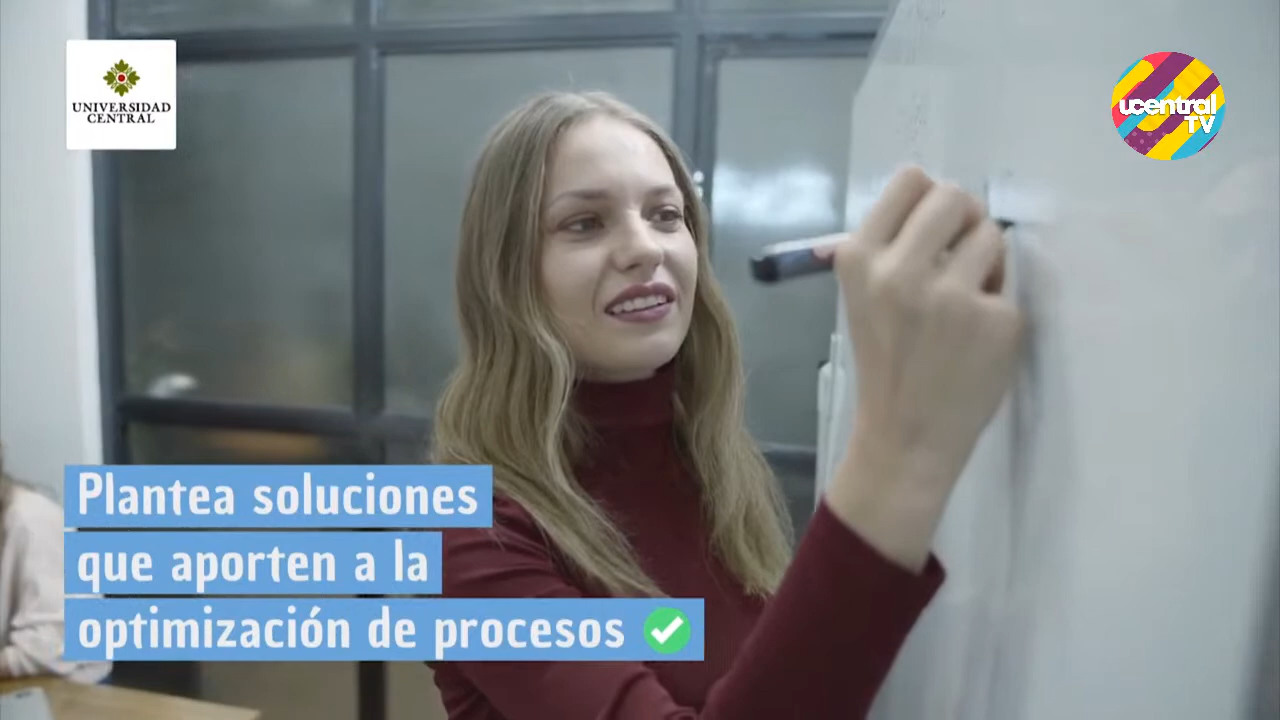 UNIVERSIDAD
CENTRAL
ucentral
TV
Plantea soluciones
que aporten a la
optimización de procesos